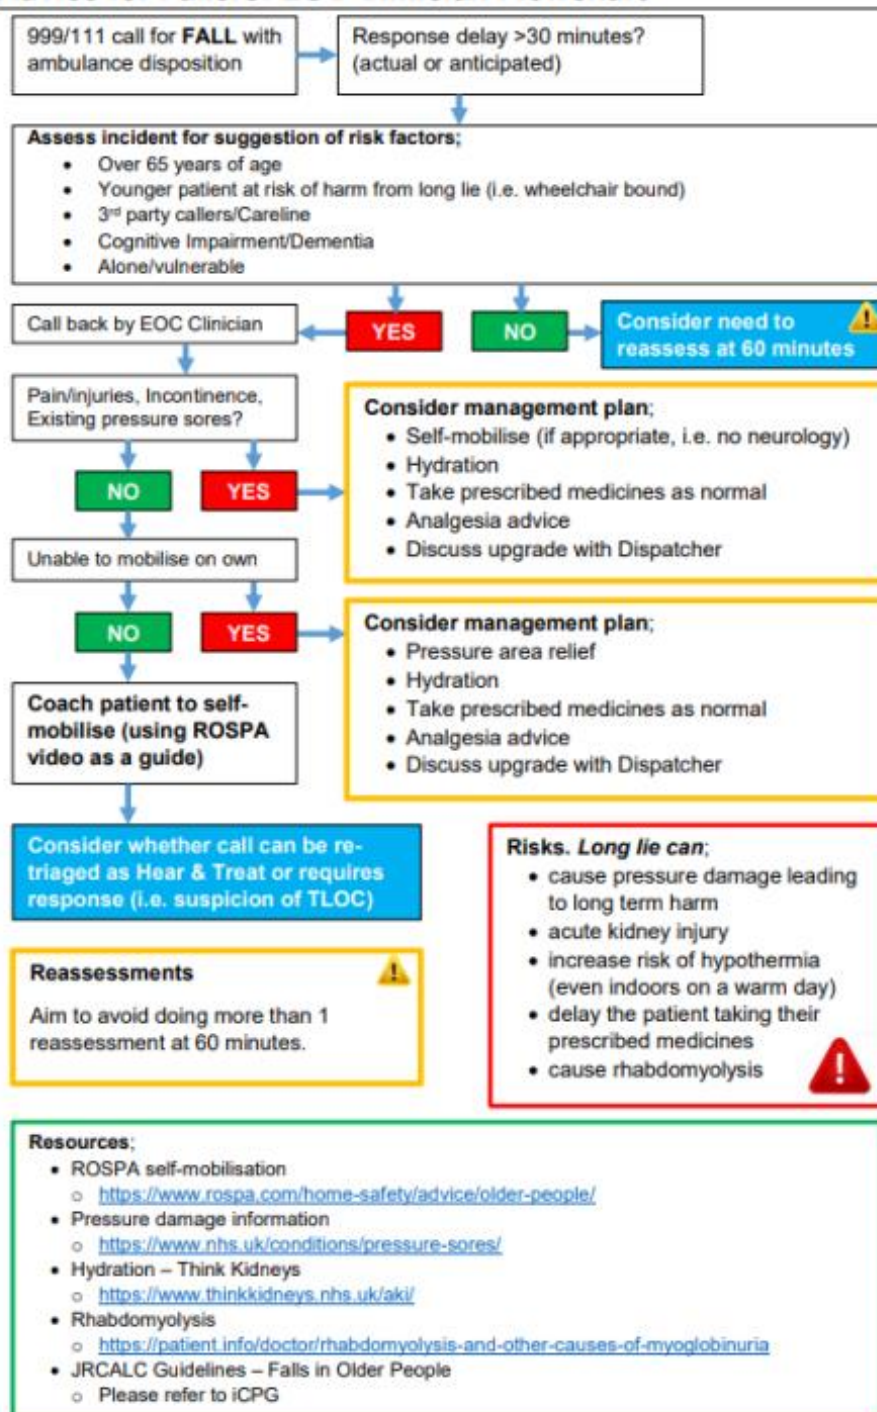 999/111 call for FALL with
ambulance disposition
Response delay >30 minutes?
(actual or anticipated)
Assess incident for suggestion of risk factors;
• Over 65 years of age
• Younger patient at risk of harm from long lie (i.e. wheelchair bound)
• 3rd party callers/Careline
• Cognitive Impairment/Dementia
• Alone/vulnerable
Call back by EOC Clinician
YES
NO
Consider need to
reassess at 60 minutes
Pain/injuries, Incontinence,
Existing pressure sores?
NO
YES
Consider management plan;
• Self-mobilise (if appropriate, i.e. no neurology)
• Hydration
• Take prescribed medicines as normal
• Analgesia advice
• Discuss upgrade with Dispatcher
Unable to mobilise on own
NO
YES
Consider management plan;
• Pressure area relief
• Hydration
• Take prescribed medicines as normal
• Analgesia advice
• Discuss upgrade with Dispatcher
Coach patient to self-
mobilise (using ROSPA
video as a guide)
Consider whether call can be re-
triaged as Hear & Treat or requires
response (i.e. suspicion of TLOC)
Risks. Long lie can;
• cause pressure damage leading
to long term harm
• acute kidney injury
• increase risk of hypothermia
(even indoors on a warm day)
• delay the patient taking their
prescribed medicines
• cause rhabdomyolysis
Reassessments
Aim to avoid doing more than 1
reassessment at 60 minutes.
Resources;
• ROSPA self-mobilisation
o https://www.rospa.com/home-safety/advice/older-people/
• Pressure damage information
o https://www.nhs.uk/conditions/pressure-sores/
• Hydration – Think Kidneys
o https://www.thinkkidneys.nhs.uk/aki/
• Rhabdomyolysis
o https://patient.info/doctor/rhabdomyolysis-and-other-causes-of-myoglobinuria
• JRCALC Guidelines – Falls in Older People
o Please refer to iCPG